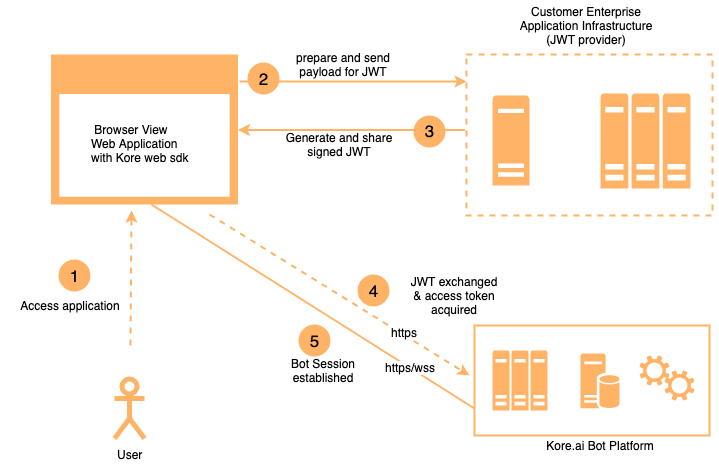 Customer Enterprise
Application Infrastructure
(JWT provider)
2
prepare and send
payload for JWT
3
Generate and share
signed JWT
Browser View
Web Application
with Kore web sdk
1
Access application
4
JWT exchanged
& access token
acquired
https
5
Bot Session
established
https/wss
User
Kore.ai Bot Platform